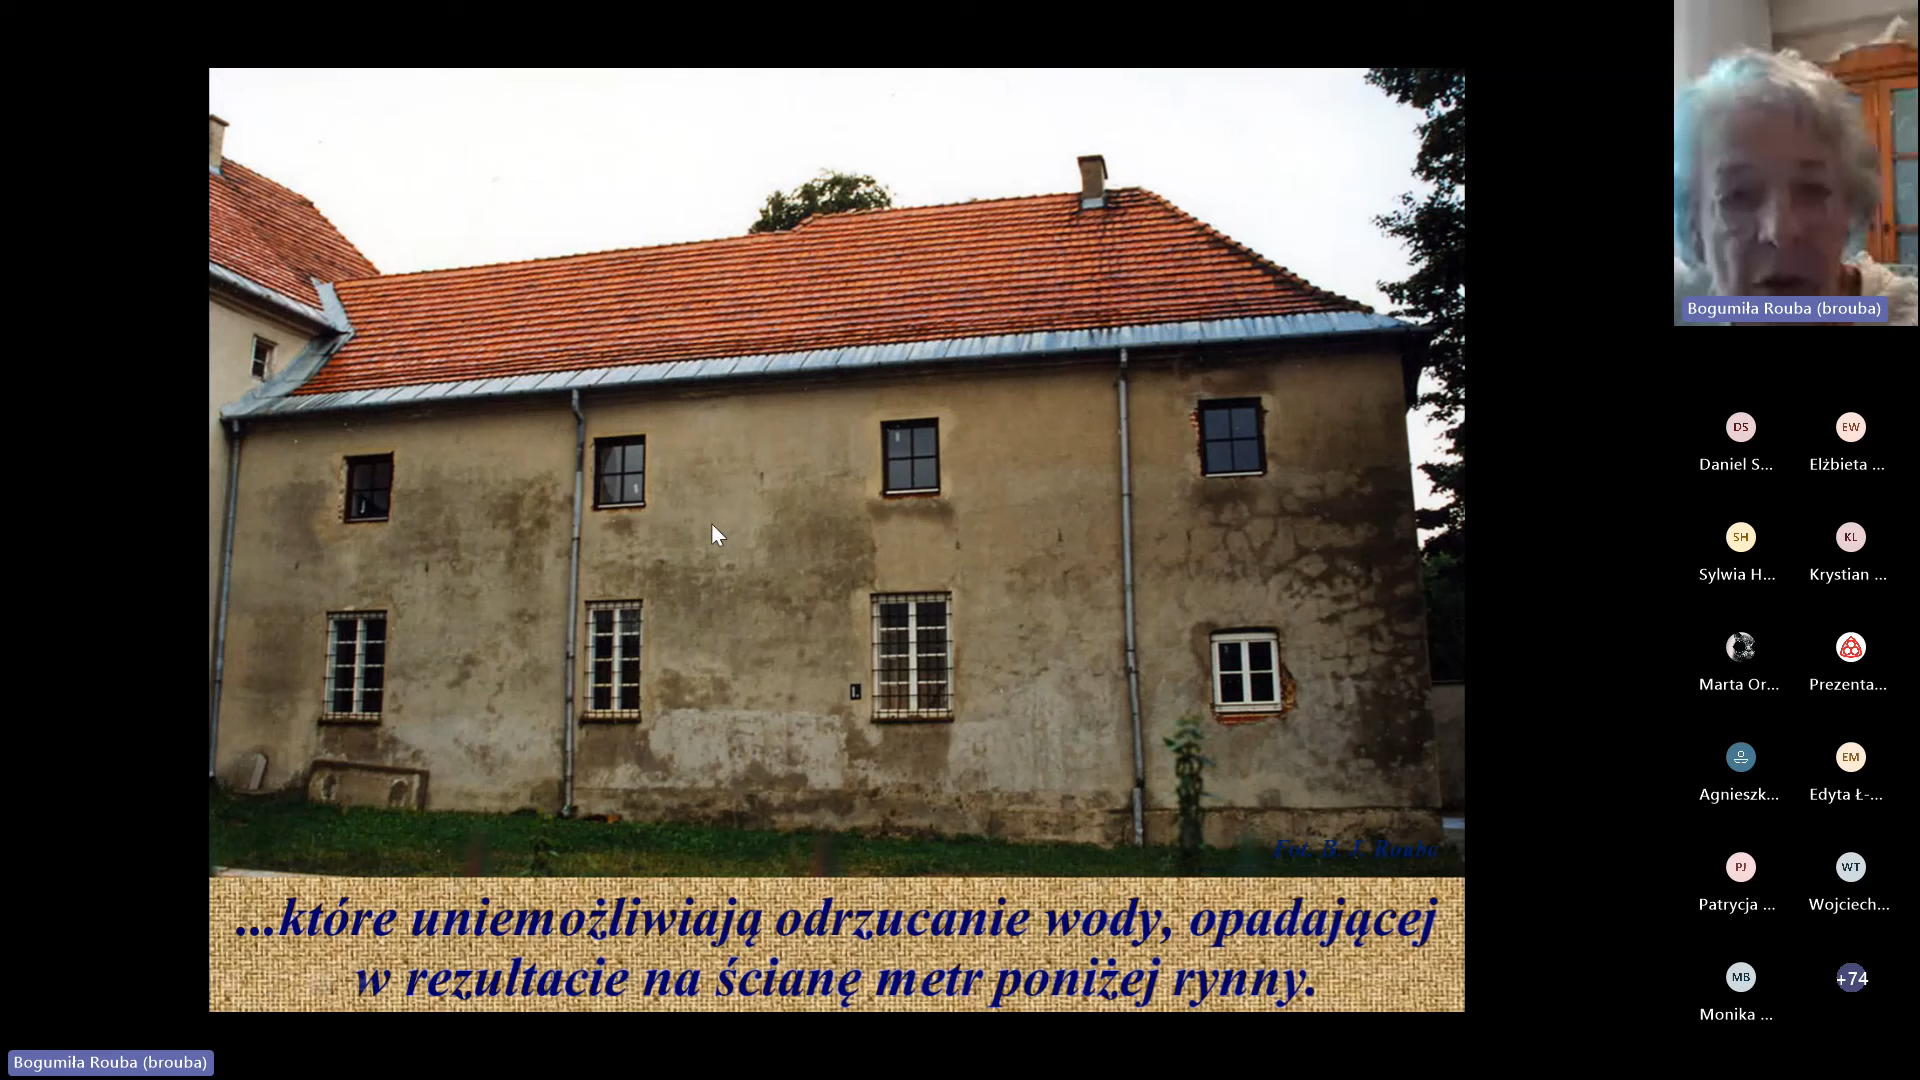 Bogumiła Rouba (brouba)
DS
EW
Daniel S...
Elżbieta ...
SH
KL
Sylwia H...
Krystian ...
Marta Or...
Prezenta...
EM
Agnieszk...
Edyta Ł-...
PJ
WT
Patrycja ...
Wojciech...
MB
+74
Monika ...
Fot. B. J. Rouba
...które uniemożliwiają odrzucanie wody, opadającej
w rezultacie na ścianę metr poniżej rynny.
Bogumiła Rouba (brouba)